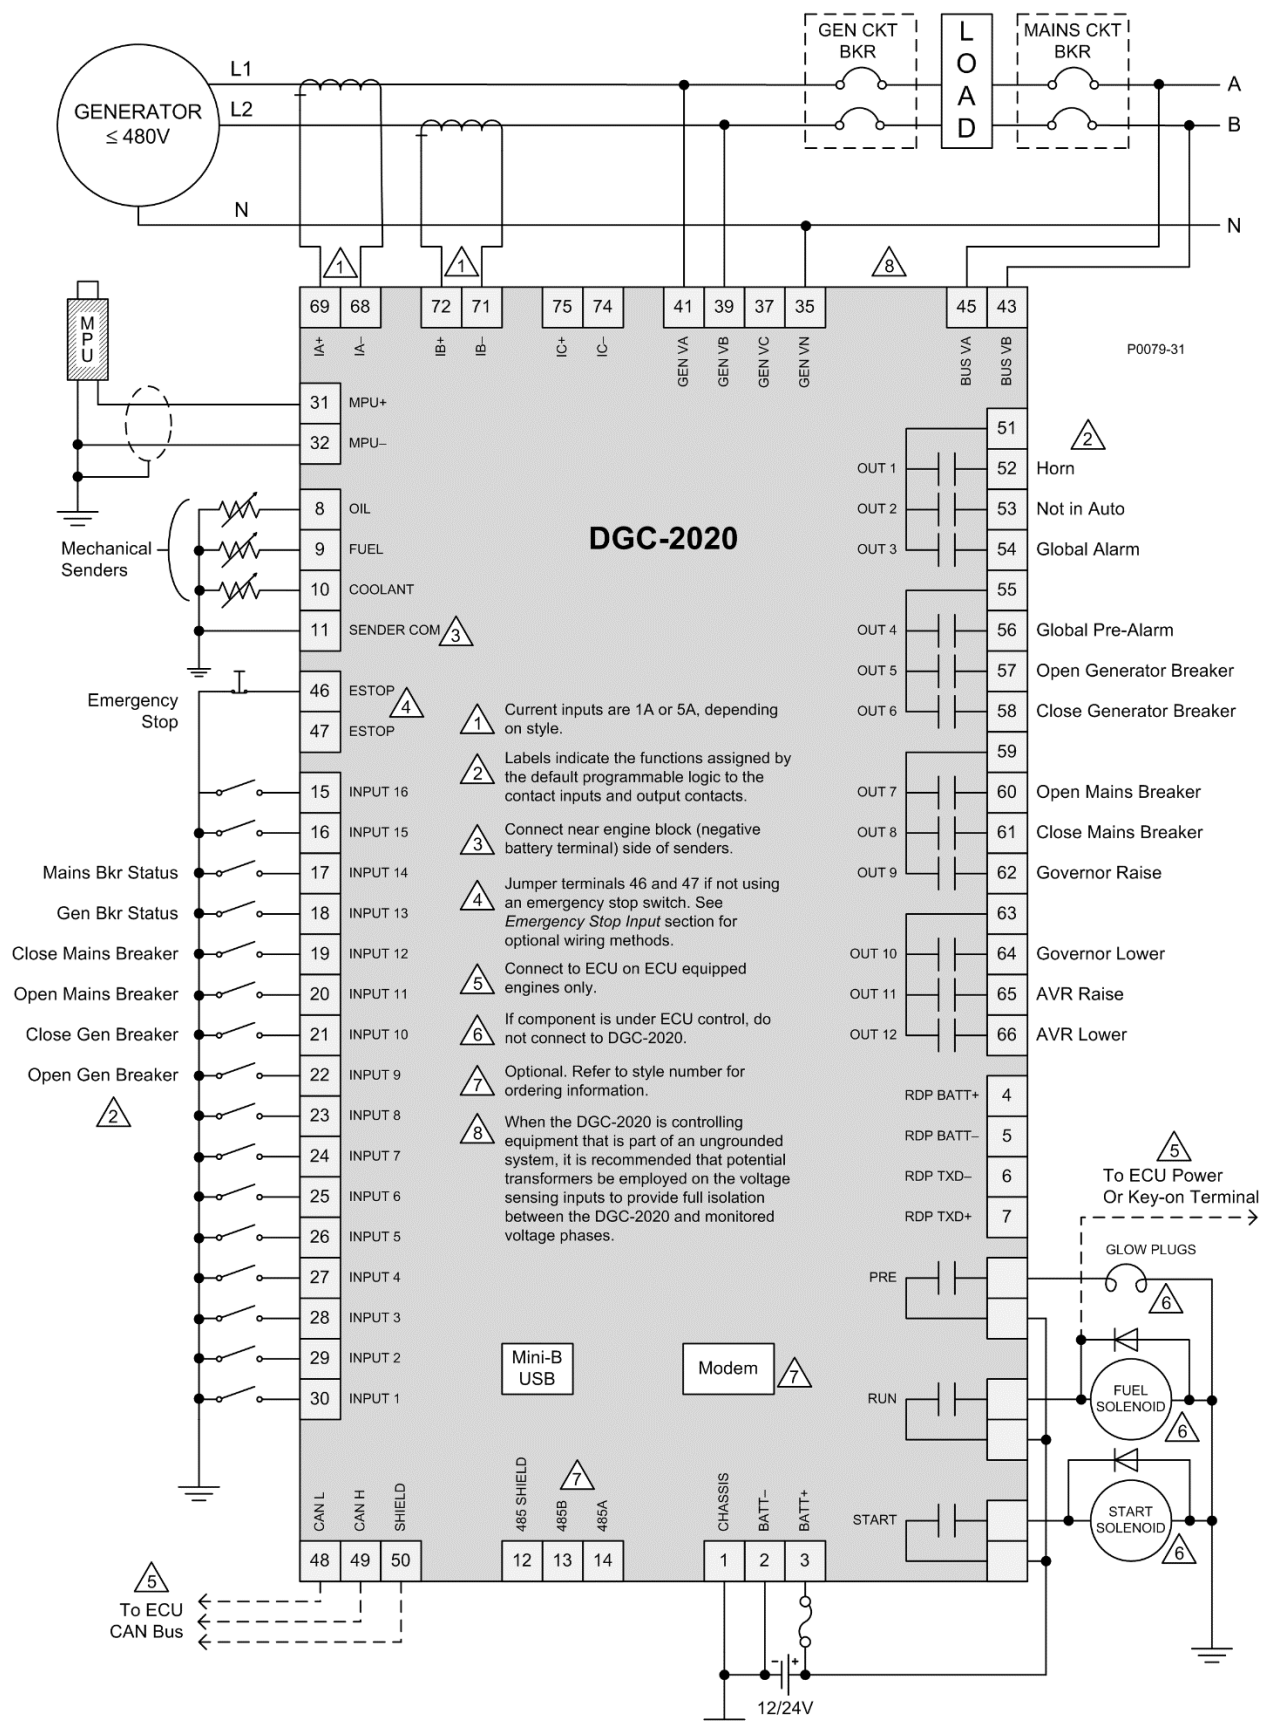 GEN CKT
BKR
LOAD
MAINS CKT
BKR
L1
A
GENERATOR
≤ 480V
L2
B
N
N
1
1
8
MPU
69
68
72
71
75
74
41
39
37
35
45
43
IA+
IA–
IB+
IB–
IC+
IC–
GEN VA
GEN VB
GEN VC
GEN VN
BUS VA
BUS VB
P0079-31
31 MPU+
32 MPU–
51
2
OUT 1 52 Horn
OUT 2 53 Not in Auto
OUT 3 54 Global Alarm
55
OUT 4 56 Global Pre-Alarm
OUT 5 57 Open Generator Breaker
OUT 6 58 Close Generator Breaker
59
OUT 7 60 Open Mains Breaker
OUT 8 61 Close Mains Breaker
OUT 9 62 Governor Raise
63
OUT 10 64 Governor Lower
OUT 11 65 AVR Raise
OUT 12 66 AVR Lower
DGC-2020
Mechanical
Senders
8 OIL
9 FUEL
10 COOLANT
11 SENDER COM 3
Emergency
Stop
46 ESTOP
4
47 ESTOP
15 INPUT 16
16 INPUT 15
Mains Bkr Status 17 INPUT 14
Gen Bkr Status 18 INPUT 13
Close Mains Breaker 19 INPUT 12
Open Mains Breaker 20 INPUT 11
Close Gen Breaker 21 INPUT 10
Open Gen Breaker 22 INPUT 9
2
23 INPUT 8
24 INPUT 7
25 INPUT 6
26 INPUT 5
27 INPUT 4
28 INPUT 3
29 INPUT 2
30 INPUT 1
1 Current inputs are 1A or 5A, depending
on style.
2 Labels indicate the functions assigned by
the default programmable logic to the
contact inputs and output contacts.
3 Connect near engine block (negative
battery terminal) side of senders.
4 Jumper terminals 46 and 47 if not using
an emergency stop switch. See
Emergency Stop Input section for
optional wiring methods.
5 Connect to ECU on ECU equipped
engines only.
6 If component is under ECU control, do
not connect to DGC-2020.
7 Optional. Refer to style number for
ordering information.
8 When the DGC-2020 is controlling
equipment that is part of an ungrounded
system, it is recommended that potential
transformers be employed on the voltage
sensing inputs to provide full isolation
between the DGC-2020 and monitored
voltage phases.
RDP BATT+ 4
RDP BATT– 5
RDP TXD– 6
RDP TXD+ 7
5
To ECU Power
Or Key-on Terminal
GLOW PLUGS
6
PRE
RUN
FUEL
SOLENOID
6
START
START
SOLENOID
6
Mini-B
USB
Modem
7
7
CAN L
CAN H
SHIELD
485 SHIELD
485B
485A
CHASSIS
BATT–
BATT+
48
49
50
12
13
14
1
2
3
5
To ECU
CAN Bus
- +
12/24V